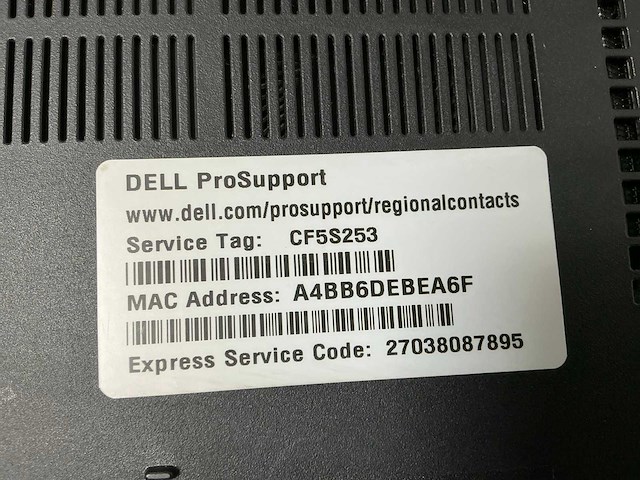 DELL ProSupport
www.dell.com/prosupport/regionalcontacts
Service Tag: CF5S253
MAC Address: A4BB6DEBEA6F
Express Service Code: 27038087895